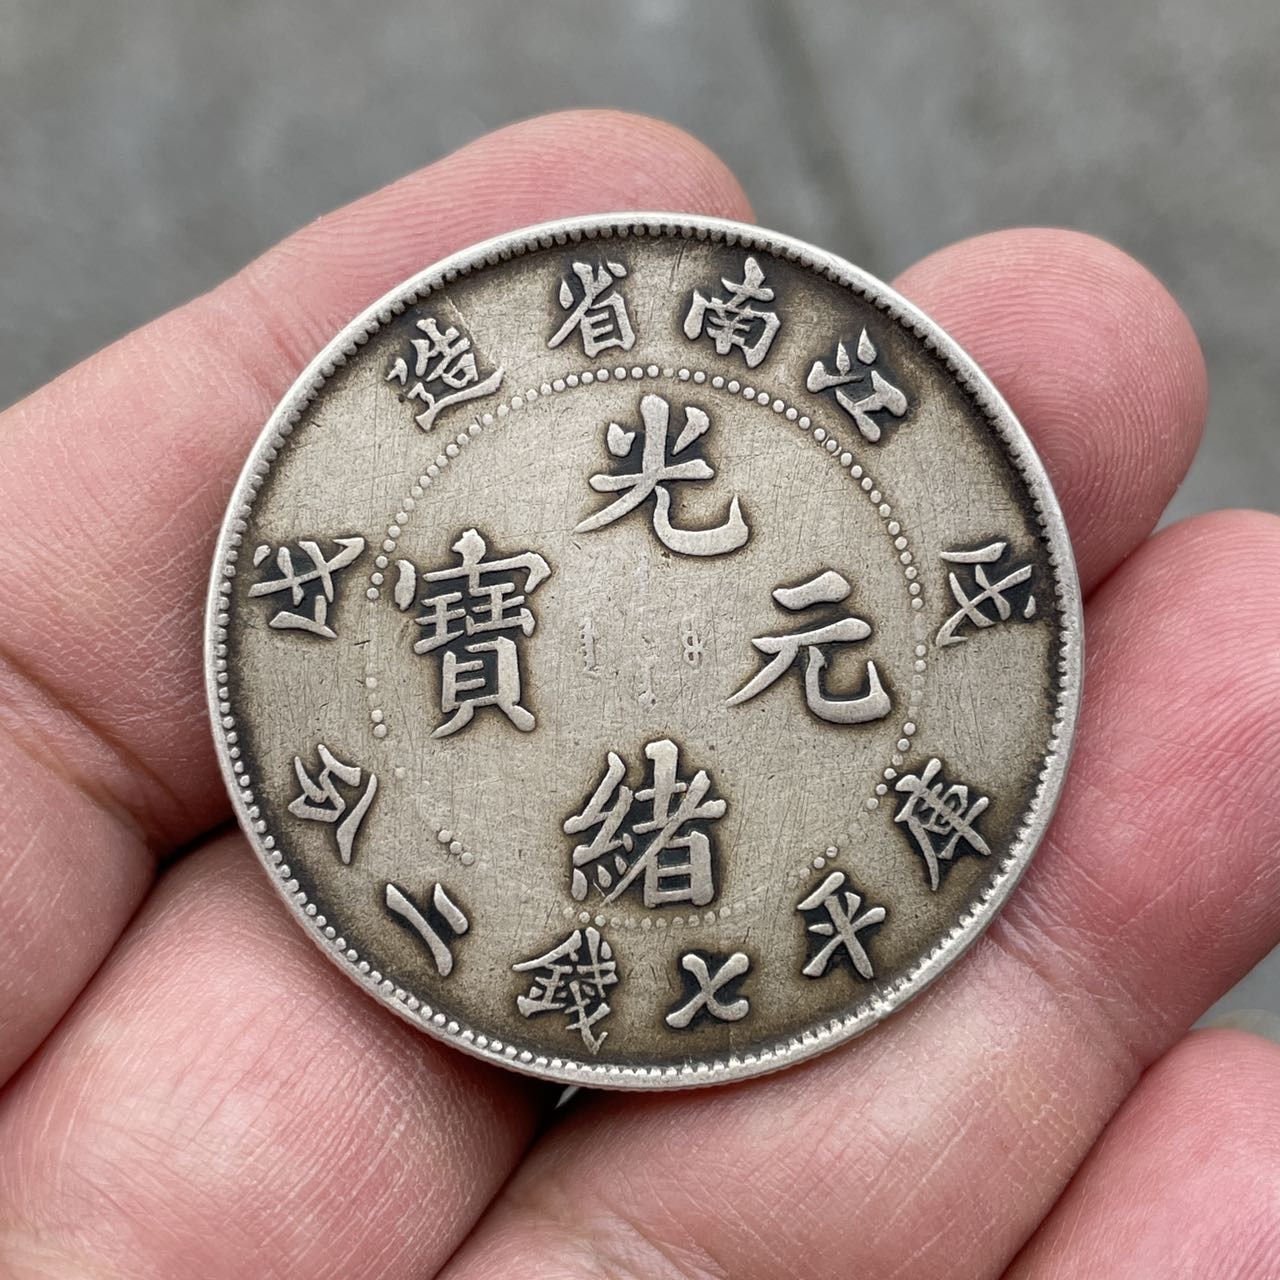 江南省造
戊戌
光緒元寶
庫平七錢二分